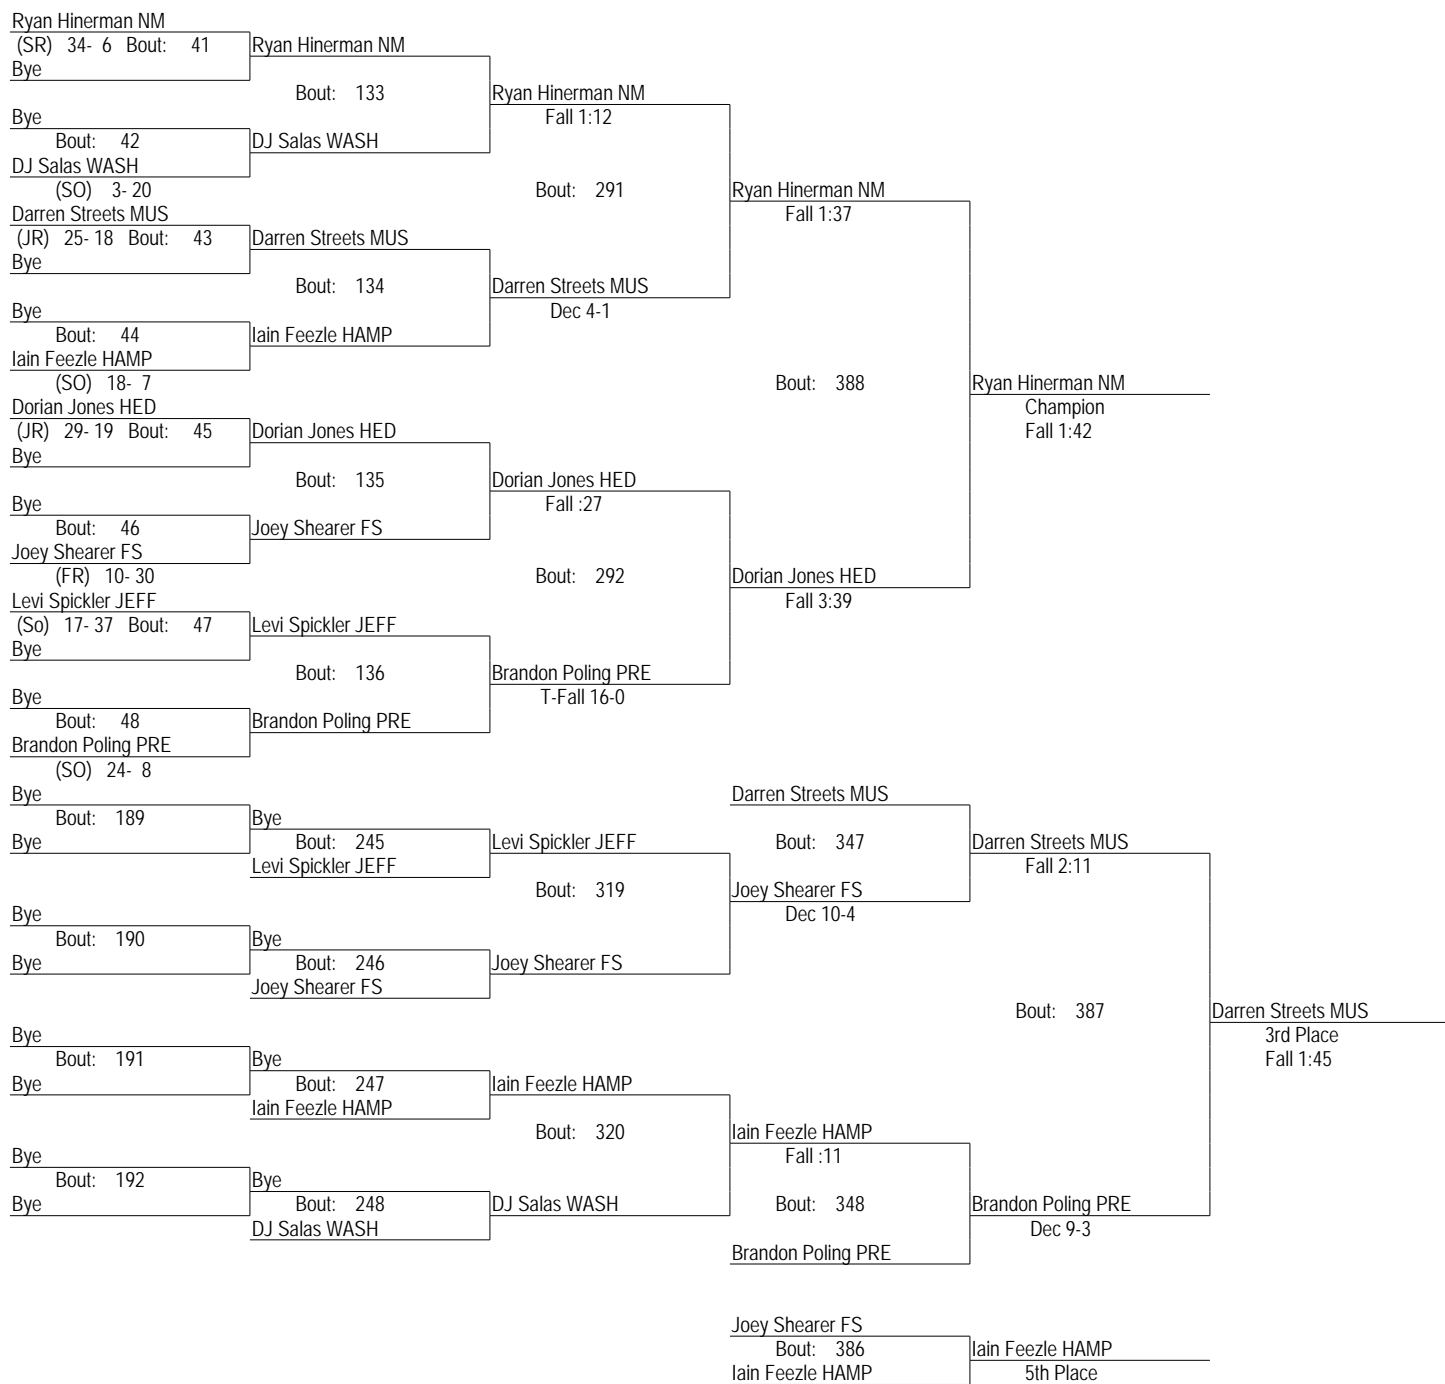 Ryan Hinerman NM
(SR) 34- 6 Bout: 41
Ryan Hinerman NM
Bye
Bout: 133
Ryan Hinerman NM
Fall 1:12
Bye
Bout: 42
DJ Salas WASH
DJ Salas WASH
(SO) 3- 20
Bout: 291
Ryan Hinerman NM
Fall 1:37
Darren Streets MUS
(JR) 25- 18 Bout: 43
Darren Streets MUS
Bye
Bout: 134
Darren Streets MUS
Dec 4-1
Bye
Bout: 44
Iain Feezle HAMP
Iain Feezle HAMP
(SO) 18- 7
Bout: 388
Ryan Hinerman NM
Champion
Fall 1:42
Dorian Jones HED
(JR) 29- 19 Bout: 45
Dorian Jones HED
Bye
Bout: 135
Dorian Jones HED
Fall :27
Bye
Bout: 46
Joey Shearer FS
Joey Shearer FS
(FR) 10- 30
Bout: 292
Dorian Jones HED
Fall 3:39
Levi Spickler JEFF
(So) 17- 37 Bout: 47
Levi Spickler JEFF
Bye
Bout: 136
Brandon Poling PRE
T-Fall 16-0
Bye
Bout: 48
Brandon Poling PRE
Brandon Poling PRE
(SO) 24- 8
Bye
Bout: 189
Bye
Bye
Bout: 245
Levi Spickler JEFF
Levi Spickler JEFF
Darren Streets MUS
Bout: 347
Darren Streets MUS
Fall 2:11
Bout: 319
Joey Shearer FS
Dec 10-4
Bye
Bout: 190
Bye
Bye
Bout: 246
Joey Shearer FS
Joey Shearer FS
Bout: 387
Darren Streets MUS
3rd Place
Fall 1:45
Bye
Bout: 191
Bye
Bye
Bout: 247
Iain Feezle HAMP
Iain Feezle HAMP
Bout: 320
Iain Feezle HAMP
Fall :11
Bye
Bout: 192
Bye
Bye
Bout: 248
DJ Salas WASH
DJ Salas WASH
Bout: 348
Brandon Poling PRE
Dec 9-3
Brandon Poling PRE
Joey Shearer FS
Bout: 386
Iain Feezle HAMP
Iain Feezle HAMP
5th Place